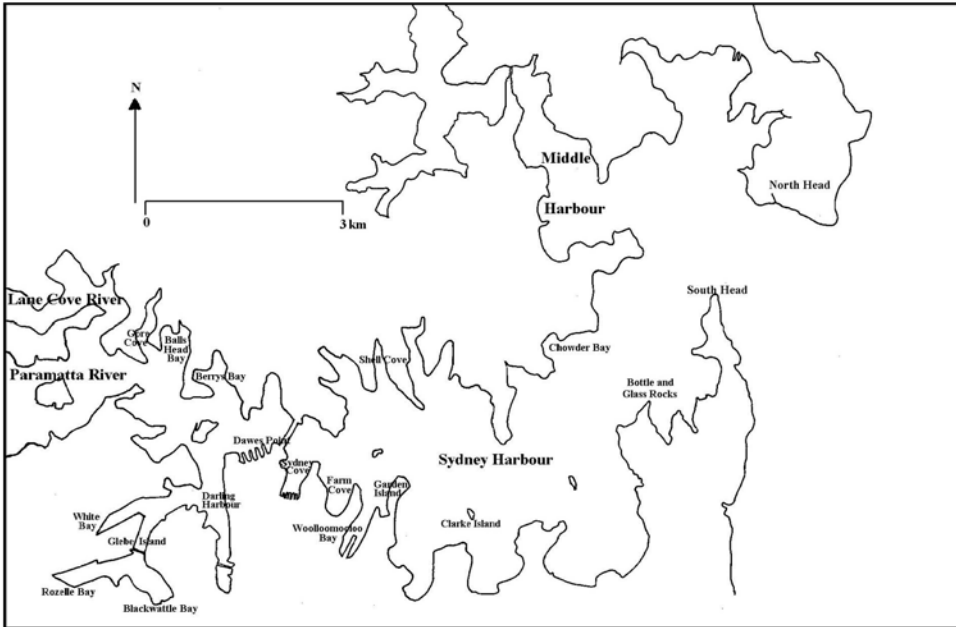 N
Middle
North Head
Harbour
0
3 km
South Head
Lane Cove River
Gore
Cove
Balls
Head
Bay
Shell Cove
Chowder Bay
Paramatta River
Berrys Bay
Bottle and
Glass Rocks
Dawes Point
Sydney Harbour
Sydney
Cove
Farm
Cove
Garden
Island
Darling
Harbour
White
Bay
Clarke Island
Woolloomooloo
Bay
Glebe Island
Rozelle Bay
Blackwattle Bay